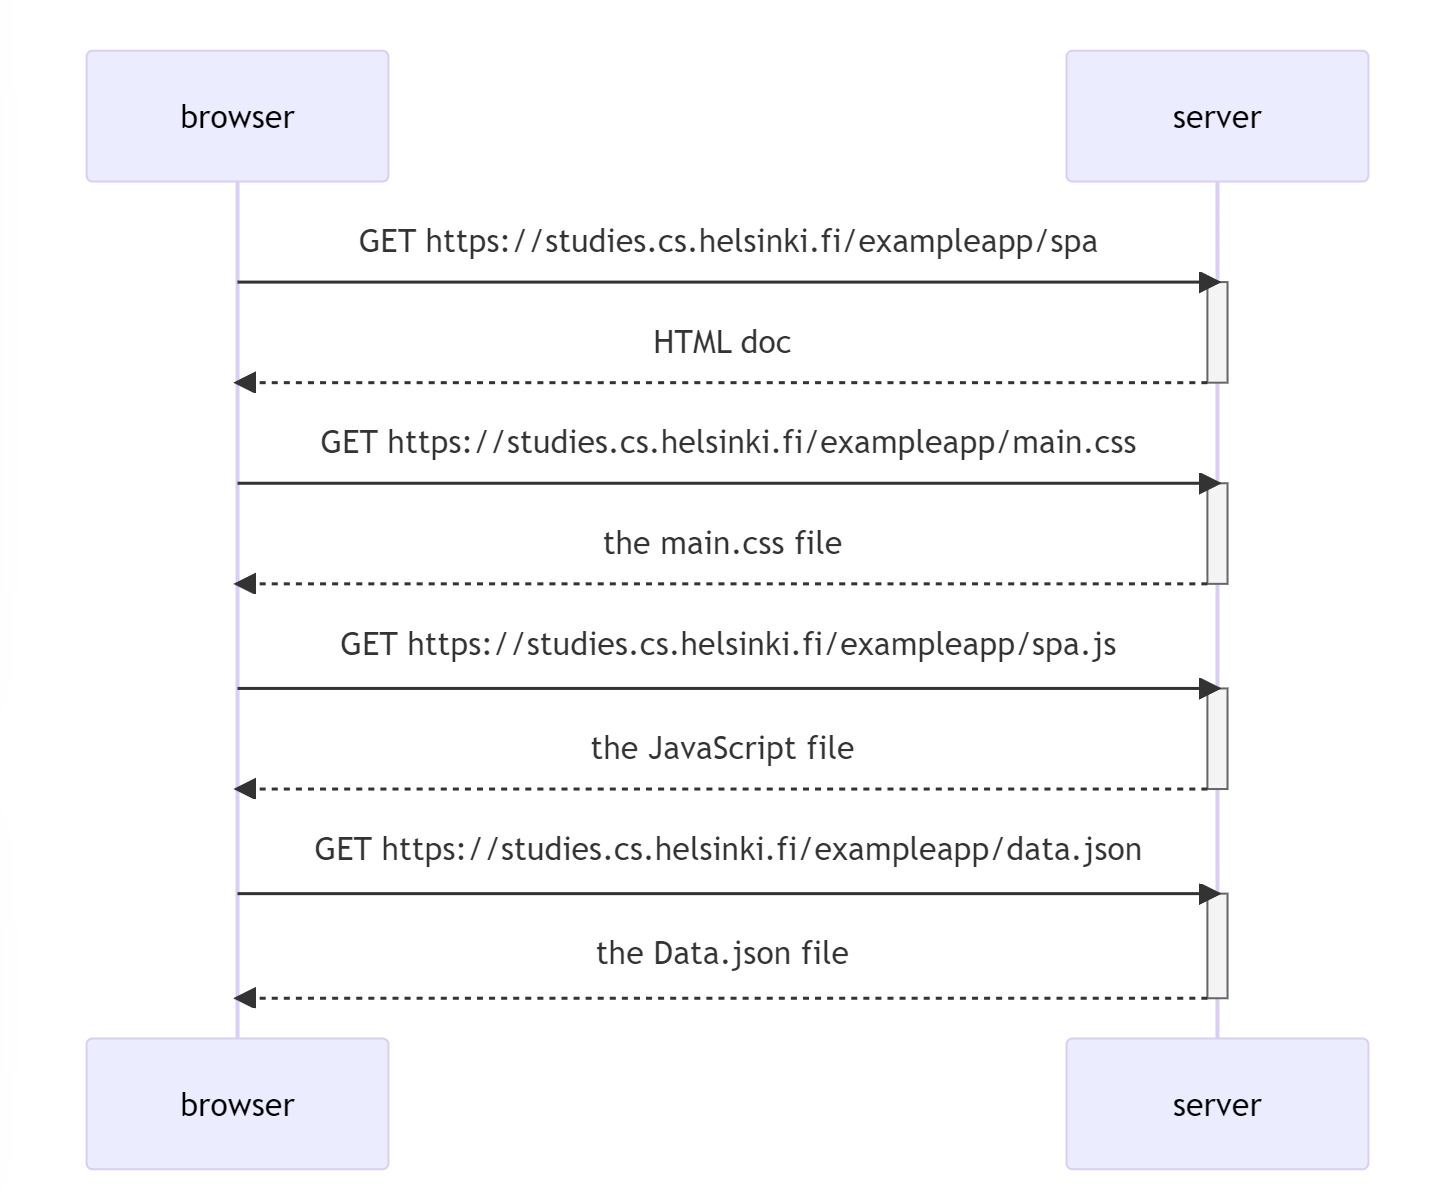 browser
server
GET https://studies.cs.helsinki.fi/exampleapp/spa
HTML doc
GET https://studies.cs.helsinki.fi/exampleapp/main.css
the main.css file
GET https://studies.cs.helsinki.fi/exampleapp/spa.js
the JavaScript file
GET https://studies.cs.helsinki.fi/exampleapp/data.json
the Data.json file
browser
server